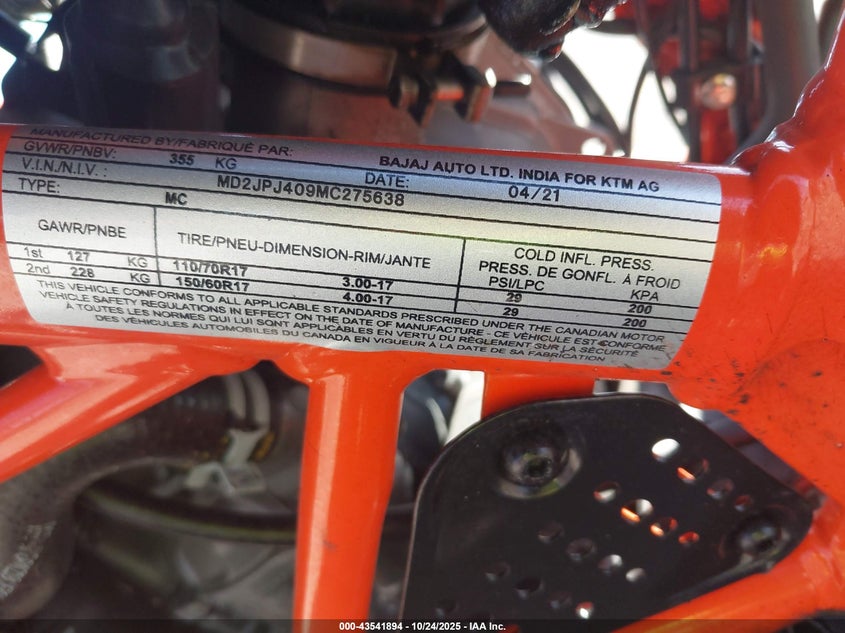 MANUFACTURED BY/FABRIQUÉ PAR: BAJAJ AUTO LTD. INDIA FOR KTM AG
GVWR/PNBV: 355 KG DATE: 04/21
V.I.N./N.I.V. : MD2JPJ409MC275638
TYPE: MC
GAWR/PNBE TIRE/PNEU-DIMENSION-RIM/JANTE COLD INFL. PRESS.
PRESS. DE GONFL. À FROID
PSI/LPC KPA
1st 127 KG 110/70R17 3.00-17 29 200
2nd 228 KG 150/60R17 4.00-17 29 200
THIS VEHICLE CONFORMS TO ALL APPLICABLE STANDARDS PRESCRIBED UNDER THE CANADIAN MOTOR
VEHICLE SAFETY REGULATIONS IN EFFECT ON THE DATE OF MANUFACTURE - CE VÉHICULE EST CONFORME
À TOUTES LES NORMES QUI LUI SONT APPLICABLES EN VERTU DU RÈGLEMENT SUR LA SÉCURITÉ
DES VÉHICULES AUTOMOBILES DU CANADA EN VIGUEUR À LA DATE DE SA FABRICATION
000-43541894 - 10/24/2025 - IAA Inc.